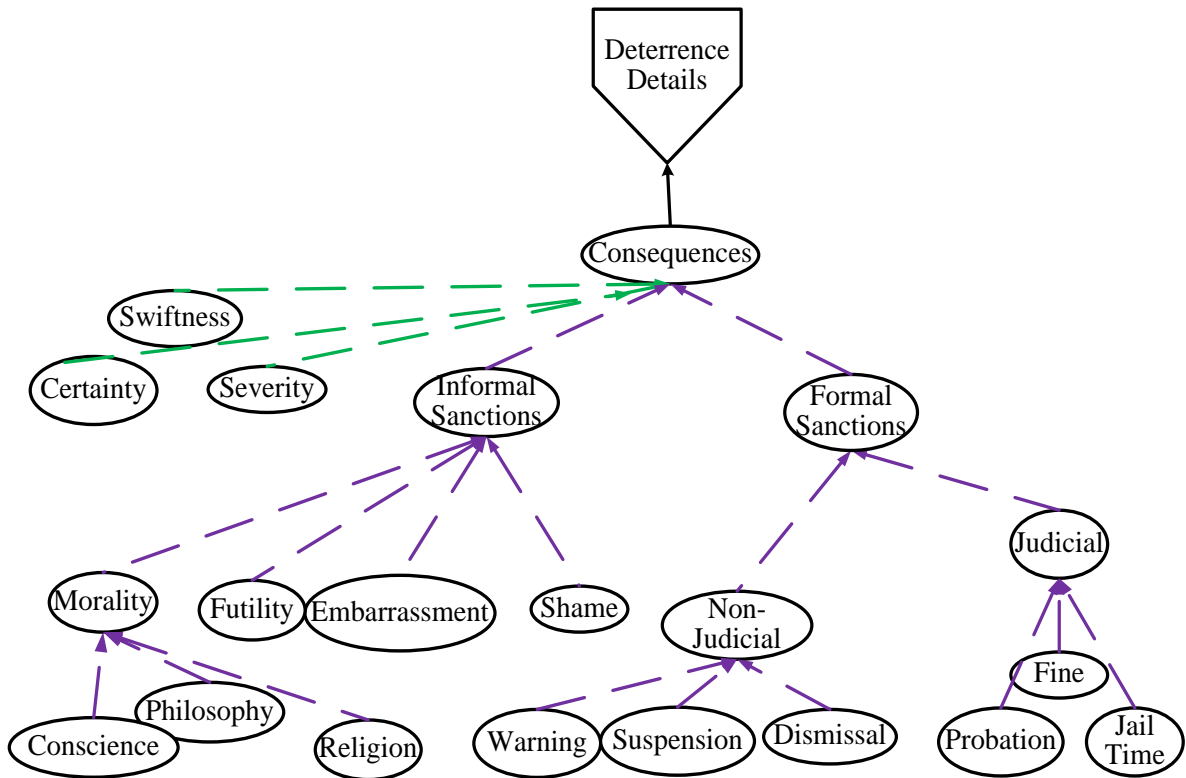 Deterrence
Details
Consequences
Swiftness
Certainty
Severity
Informal
Sanctions
Formal
Sanctions
Judicial
Morality
Futility
Embarrassment
Shame
Non-
Judicial
Fine
Philosophy
Conscience
Religion
Warning
Suspension
Dismissal
Probation
Jail
Time